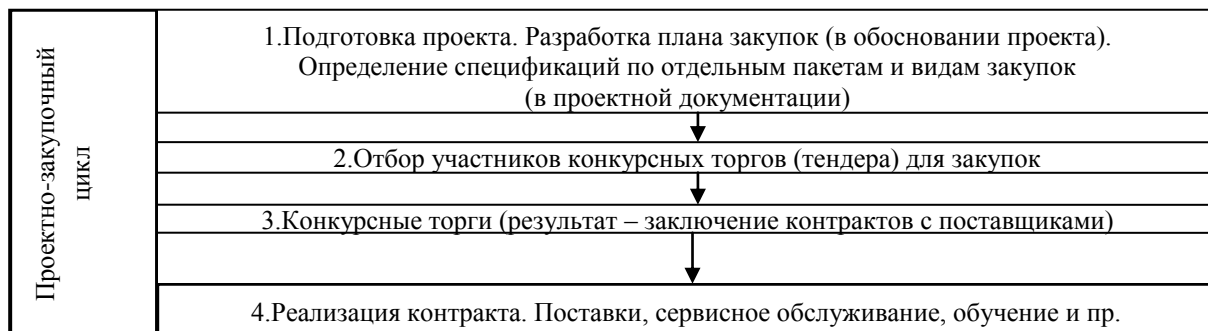 Проектно-закупочный
цикл
1.Подготовка проекта. Разработка плана закупок (в обосновании проекта).
Определение спецификаций по отдельным пакетам и видам закупок
(в проектной документации)
2.Отбор участников конкурсных торгов (тендера) для закупок
3.Конкурсные торги (результат – заключение контрактов с поставщиками)
4.Реализация контракта. Поставки, сервисное обслуживание, обучение и пр.